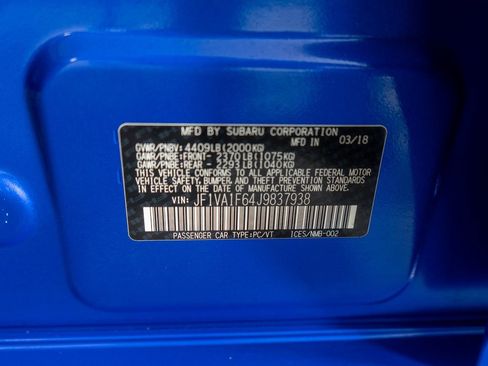 MFD BY SUBARU CORPORATION
GVWR/PNBV: 4409LB(2000KG) MFD IN 03/18
GAWR/PNBE:FRONT- 2370LB(1075KG)
GAWR/PNBE:REAR - 2293LB(1040KG)
THIS VEHICLE CONFORMS TO ALL APPLICABLE FEDERAL MOTOR
VEHICLE SAFETY, BUMPER, AND THEFT PREVENTION STANDARDS
IN EFFECT ON THE DATE OF MANUFACTURE SHOWN ABOVE.
VIN: JF1VA1F64J9837938
PASSENGER CAR TYPE:PC/VT ICES/NMB-002